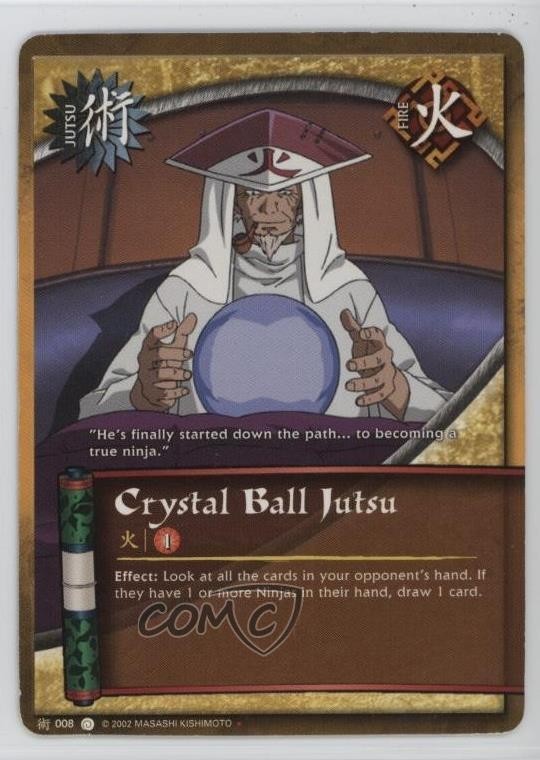 JUTSU
術
FIRE
火
火
"He's finally started down the path... to becoming a
true ninja."
Crystal Ball Jutsu
火 | 1
Effect: Look at all the cards in your opponent's hand. If
they have 1 or more Ninjas in their hand, draw 1 card.
COMC
術 008 © 2002 MASASHI KISHIMOTO